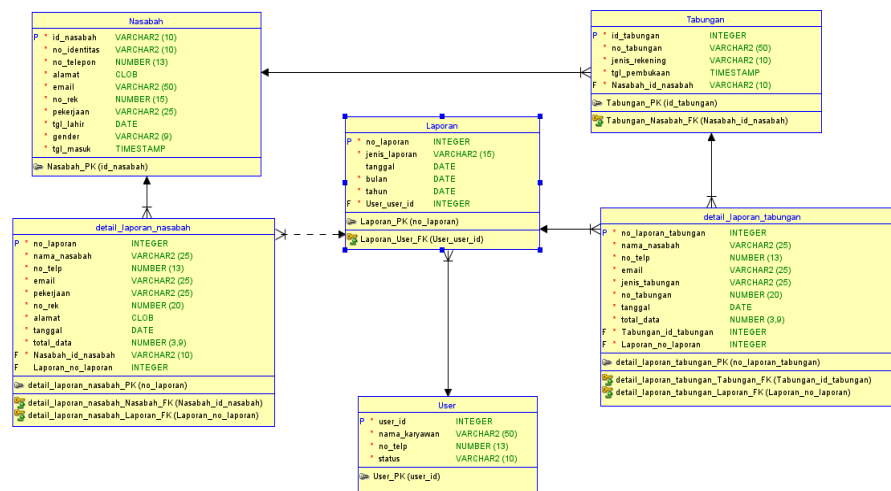 Nasabah
P * id_nasabah VARCHAR2 (10)
* no_identitas VARCHAR2 (10)
* no_telepon NUMBER (13)
* alamat CLOB
* email VARCHAR2 (50)
* no_rek NUMBER (15)
* pekerjaan VARCHAR2 (25)
* tgl_lahir DATE
* gender VARCHAR2 (9)
* tgl_masuk TIMESTAMP
Nasabah_PK (id_nasabah)
Tabungan
P * id_tabungan INTEGER
* no_tabungan VARCHAR2 (50)
* jenis_rekening VARCHAR2 (10)
* tgl_pembukaan TIMESTAMP
F * Nasabah_id_nasabah VARCHAR2 (10)
Tabungan_PK (id_tabungan)
Tabungan_Nasabah_FK (Nasabah_id_nasabah)
Laporan
P * no_laporan INTEGER
* jenis_laporan VARCHAR2 (15)
tanggal DATE
* bulan DATE
* tahun DATE
F * User_user_id INTEGER
Laporan_PK (no_laporan)
Laporan_User_FK (User_user_id)
detail_laporan_nasabah
P * no_laporan INTEGER
* nama_nasabah VARCHAR2 (25)
* no_telp NUMBER (13)
* email VARCHAR2 (25)
* pekerjaan VARCHAR2 (25)
* no_rek NUMBER (20)
* alamat CLOB
* tanggal DATE
* total_data NUMBER (3,9)
F * Nasabah_id_nasabah VARCHAR2 (10)
F Laporan_no_laporan INTEGER
detail_laporan_nasabah_PK (no_laporan)
detail_laporan_nasabah_Nasabah_FK (Nasabah_id_nasabah)
detail_laporan_nasabah_Laporan_FK (Laporan_no_laporan)
detail_laporan_tabungan
P * no_laporan_tabungan INTEGER
* nama_nasabah VARCHAR2 (25)
* no_telp NUMBER (13)
* email VARCHAR2 (25)
* jenis_tabungan VARCHAR2 (25)
* no_tabungan NUMBER (20)
* tanggal DATE
* total_data NUMBER (3,9)
F * Tabungan_id_tabungan INTEGER
F * Laporan_no_laporan INTEGER
detail_laporan_tabungan_PK (no_laporan_tabungan)
detail_laporan_tabungan_Tabungan_FK (Tabungan_id_tabungan)
detail_laporan_tabungan_Laporan_FK (Laporan_no_laporan)
User
P * user_id INTEGER
* nama_karyawan VARCHAR2 (50)
* no_telp NUMBER (13)
* status VARCHAR2 (10)
User_PK (user_id)